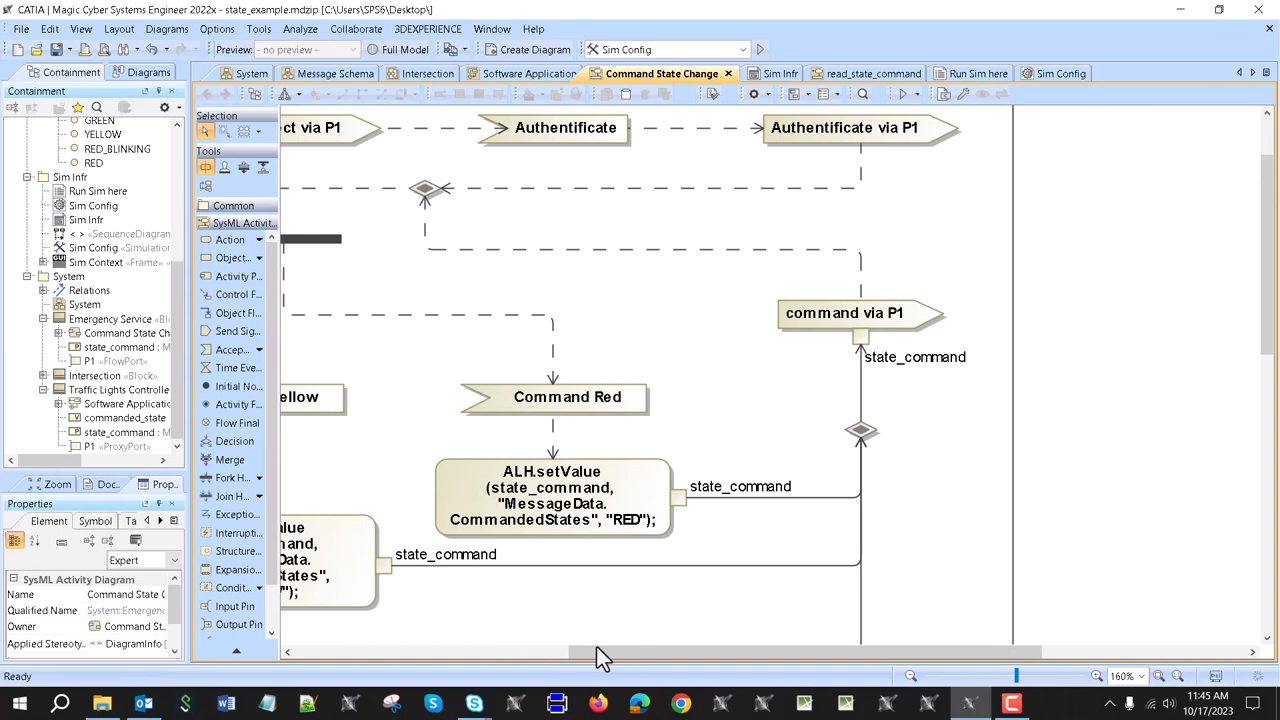 CATIA | Magic Cyber Systems Engineer 2022x - state_example.mdzip [C:\Users\SPS6\Desktop\]
File Edit View Layout Diagrams Options Tools Analyze Collaborate 3DEXPERIENCE Window Help
Preview: - no preview - Full Model Create Diagram Sim Config
Containment Diagrams System Message Schema Intersection Software Application Command State Change Sim Infr read_state_command Run Sim here Sim Config
Containment
GREEN
YELLOW
RED_BLINKING
RED
Sim Infr
Run Sim here
Sim Config
Sim Infr
< > «SequenceDiagram
Sim Config «Simulation
Sim Context «Frame»
System
Relations
System
Emergency Service «Block
Command State Ch
state_command : M
P1 «FlowPort»
Intersection «Block»
Traffic Lights Controlle
Software Applicatio
commanded_state
state_command : M
P1 «ProxyPort»
Zoom Doc... Prop...
Properties
Element Symbol Ta
Expert
SysML Activity Diagram
Name Command State C
Qualified Name System::Emergenc
Owner Command St...
Applied Stereoty... «» DiagramInfo [
Selection
Tools
Common
SysML Activit...
Action
Object...
Activity P...
Control F...
Object Fl...
Send Sig...
Accep...
Time Eve...
Initial No...
Activity F...
Flow Final
Decision
Merge
Fork H...
Join H...
Exceptio...
Interrupti...
Structure...
Expansio...
Condit...
Input Pin
Output Pin
ct via P1
Authentificate
Authentificate via P1
command via P1
state_command
ellow
Command Red
ALH.setValue
(state_command,
"MessageData.
CommandedStates", "RED");
state_command
alue
nand,
Data.
tates",
");
state_command
Ready
160%
11:45 AM
10/17/2023